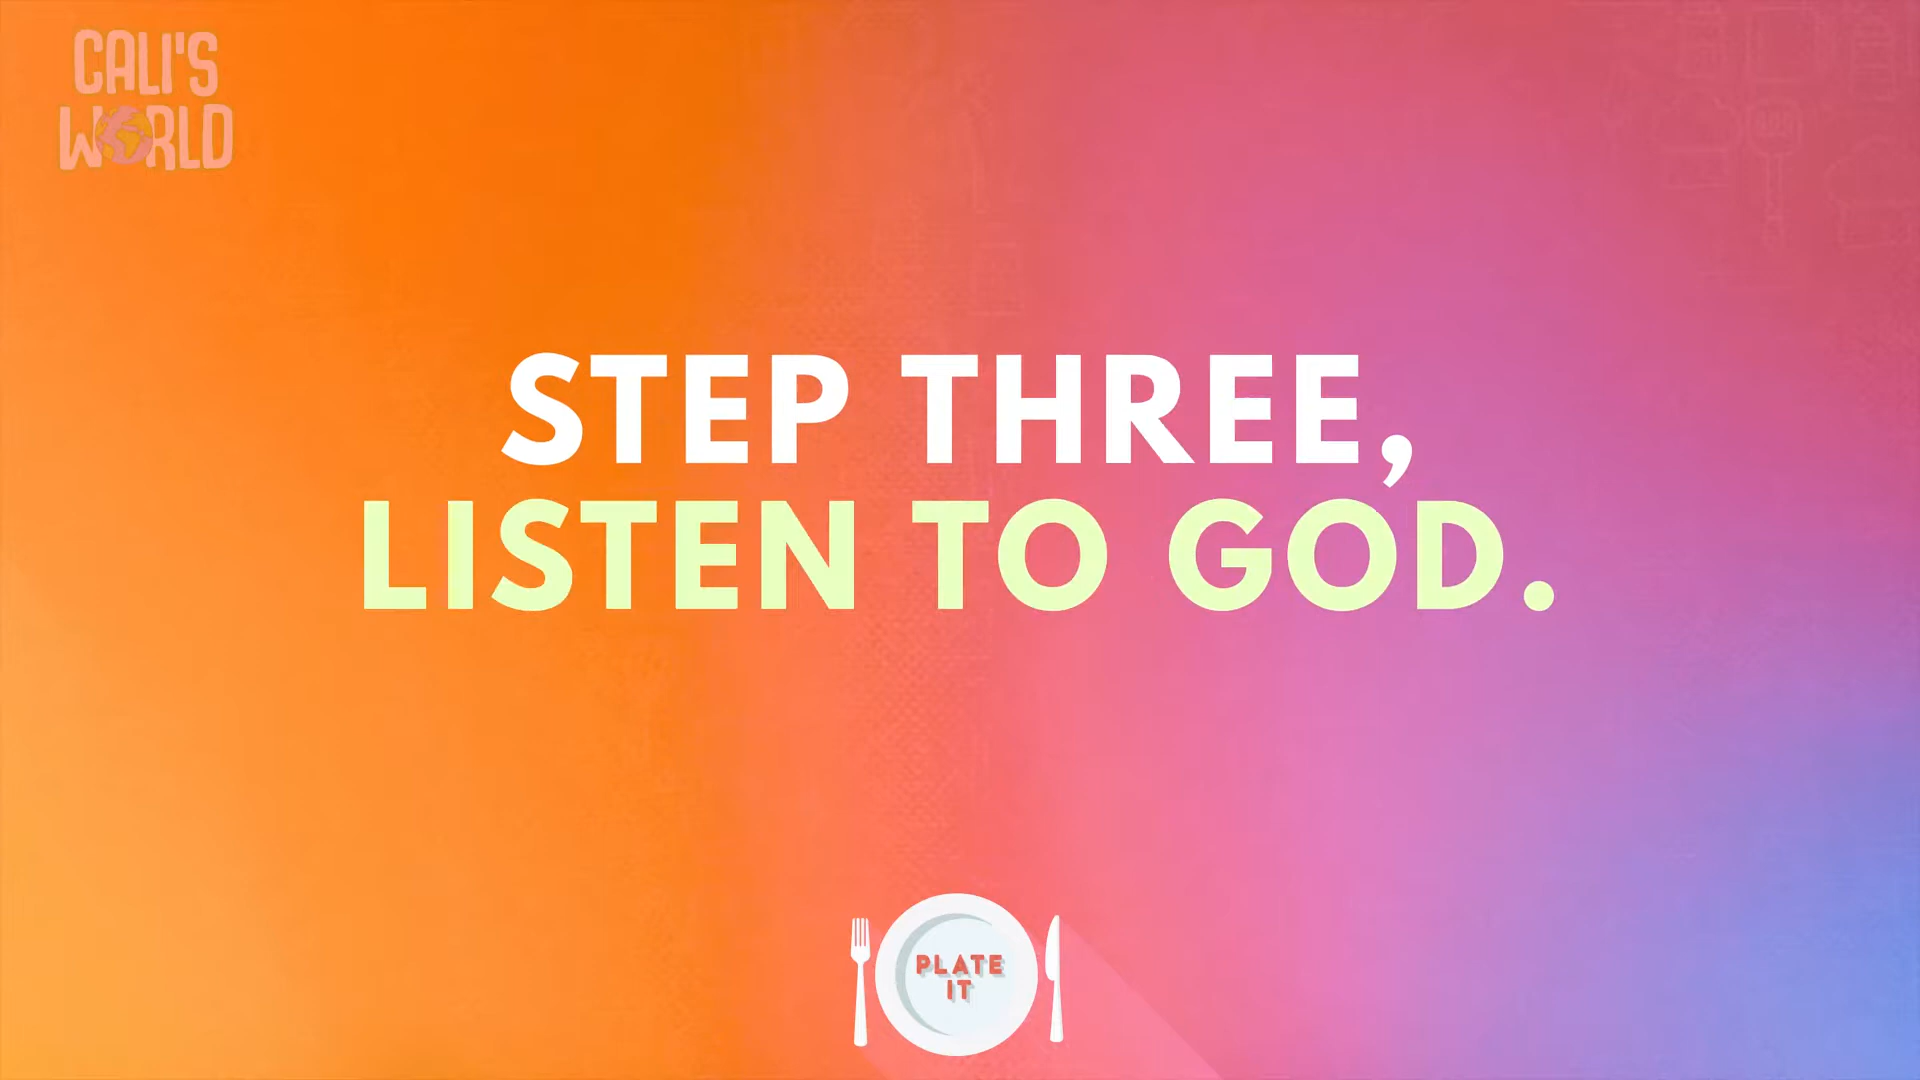 CALI'S
WORLD
STEP THREE,
LISTEN TO GOD.
PLATE
IT